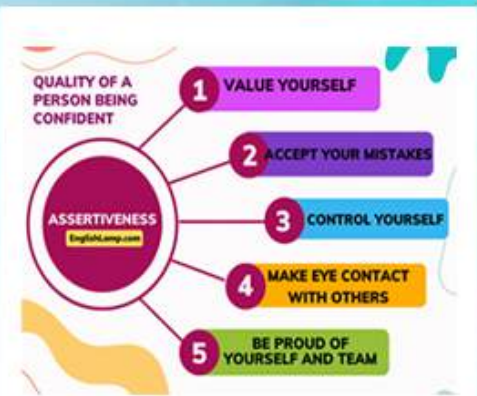 QUALITY OF A
PERSON BEING
CONFIDENT
ASSERTIVENESS
EnglishLamp.com
1 VALUE YOURSELF
2 ACCEPT YOUR MISTAKES
3 CONTROL YOURSELF
4 MAKE EYE CONTACT
WITH OTHERS
5 BE PROUD OF
YOURSELF AND TEAM